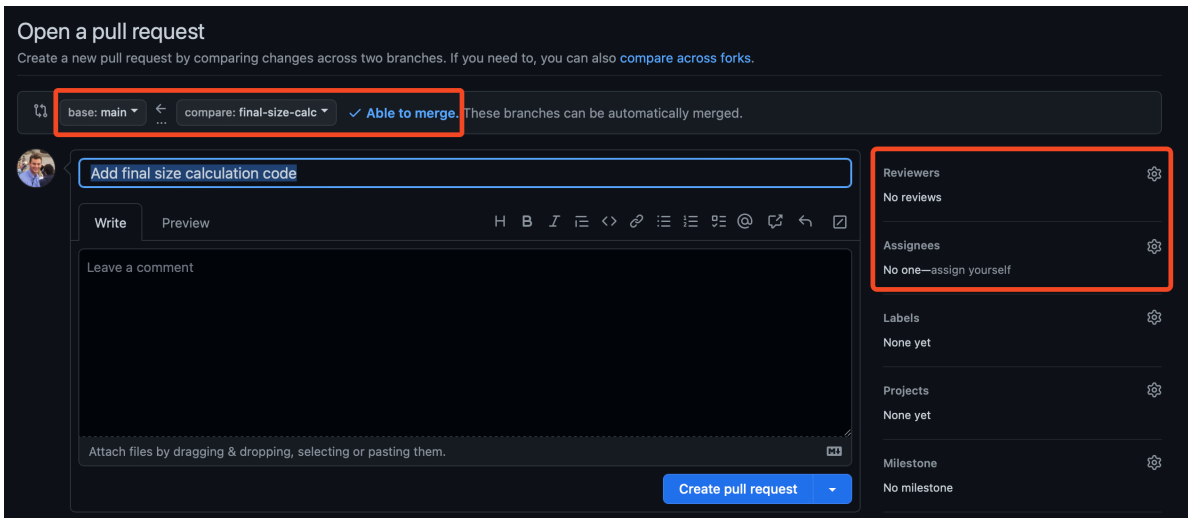 Open a pull request
Create a new pull request by comparing changes across two branches. If you need to, you can also compare across forks.
base: main ← ... compare: final-size-calc ✓ Able to merge. These branches can be automatically merged.
Add final size calculation code
Write Preview
Leave a comment
Attach files by dragging & dropping, selecting or pasting them.
Create pull request
Reviewers
No reviews
Assignees
No one—assign yourself
Labels
None yet
Projects
None yet
Milestone
No milestone